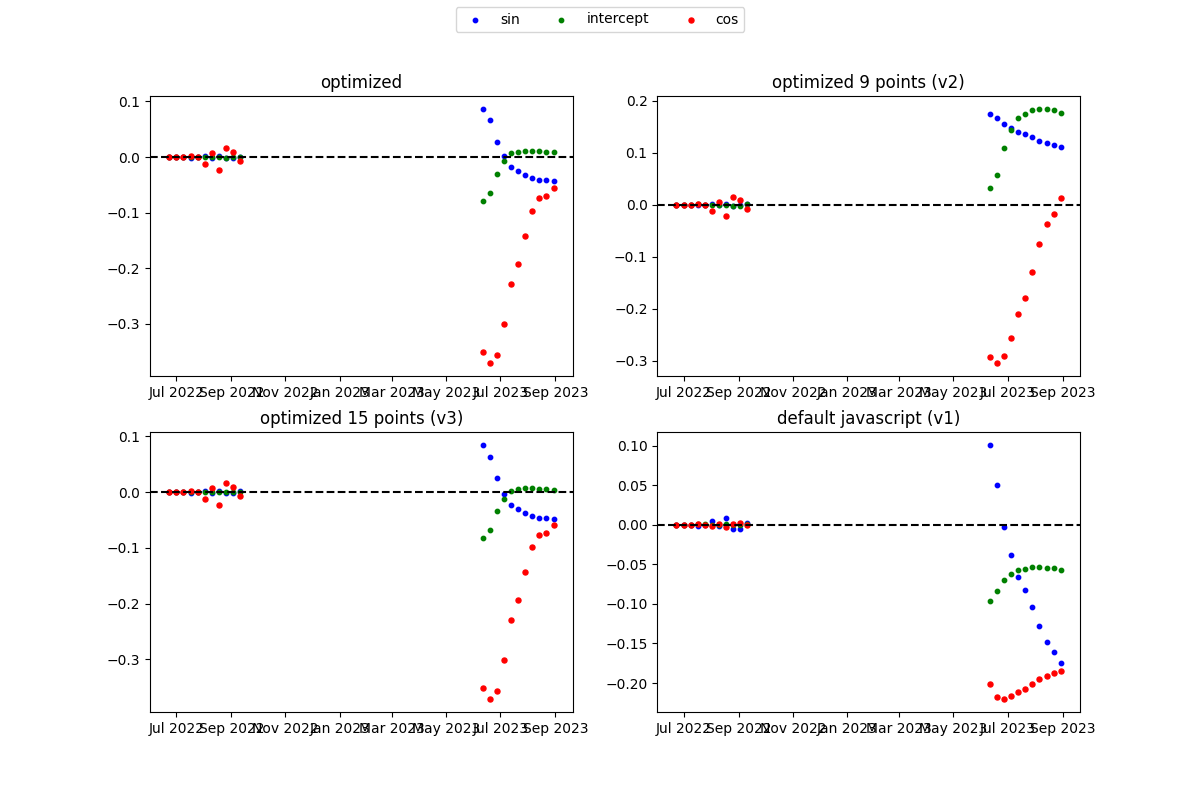 sin intercept cos
optimized
0.1
0.0
−0.1
−0.2
−0.3
Jul 2022 Sep 2022 Nov 2022 Jan 2023 Mar 2023 May 2023 Jul 2023 Sep 2023
optimized 9 points (v2)
0.2
0.1
0.0
−0.1
−0.2
−0.3
Jul 2022 Sep 2022 Nov 2022 Jan 2023 Mar 2023 May 2023 Jul 2023 Sep 2023
optimized 15 points (v3)
0.1
0.0
−0.1
−0.2
−0.3
Jul 2022 Sep 2022 Nov 2022 Jan 2023 Mar 2023 May 2023 Jul 2023 Sep 2023
default javascript (v1)
0.10
0.05
0.00
−0.05
−0.10
−0.15
−0.20
Jul 2022 Sep 2022 Nov 2022 Jan 2023 Mar 2023 May 2023 Jul 2023 Sep 2023